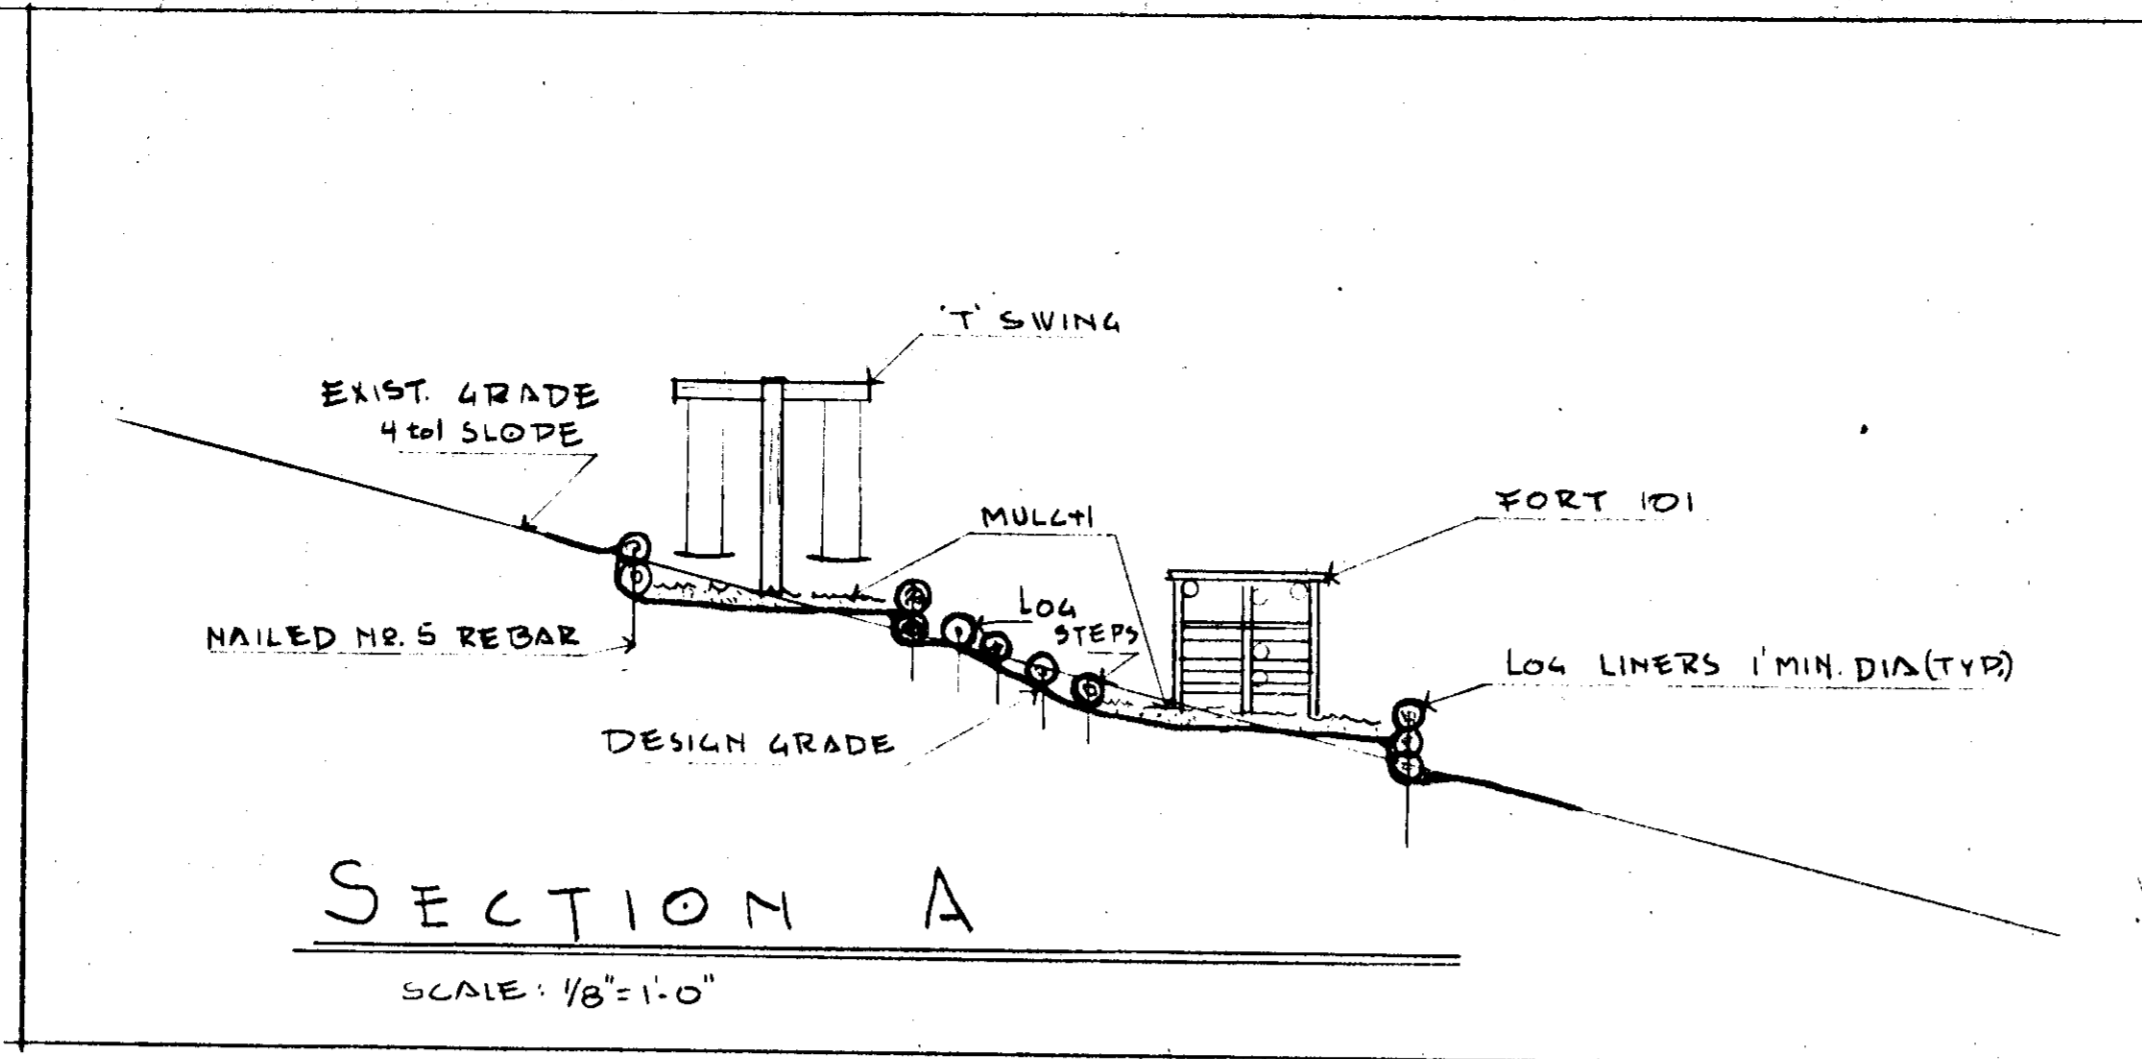 'T' SWING
EXIST. GRADE
4 to 1 SLOPE
MULCH
FORT 101
LOG
STEPS
NAILED NO. 5 REBAR
LOG LINERS 1' MIN. DIA (TYP.)
DESIGN GRADE
SECTION A
SCALE: 1/8"=1'-0"